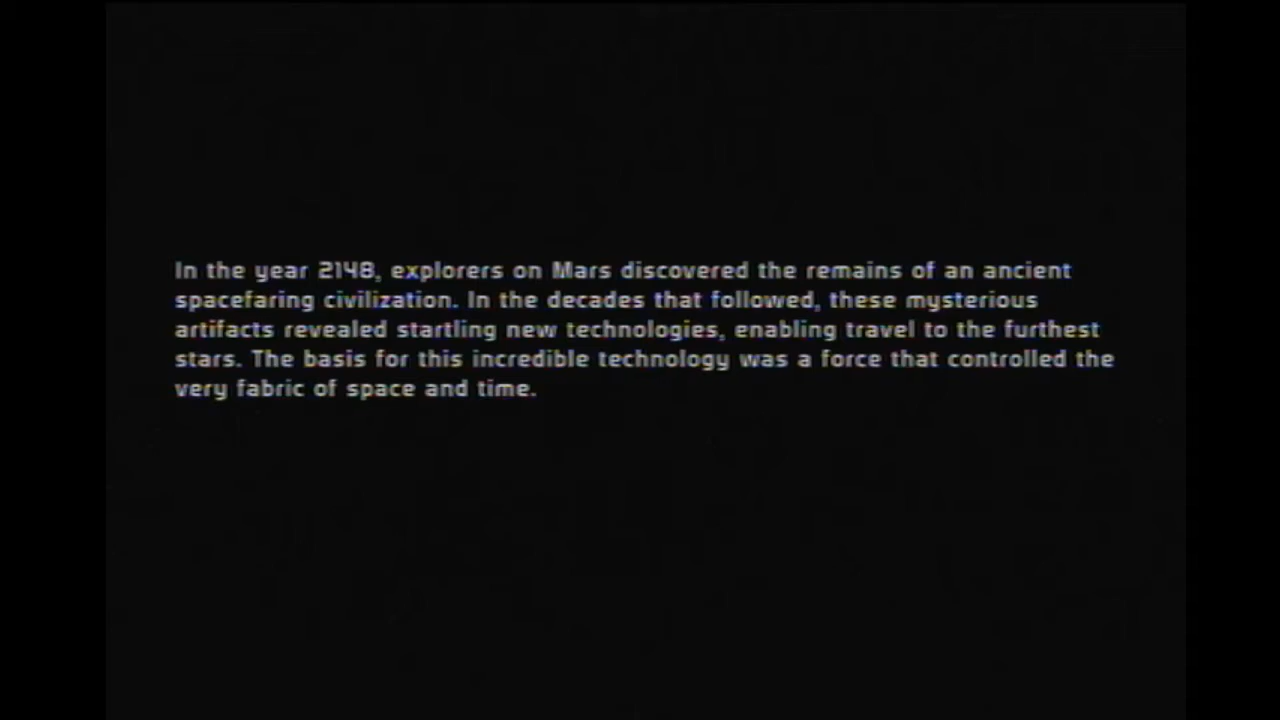 In the year 2148, explorers on Mars discovered the remains of an ancient
spacefaring civilization. In the decades that followed, these mysterious
artifacts revealed startling new technologies, enabling travel to the furthest
stars. The basis for this incredible technology was a force that controlled the
very fabric of space and time.